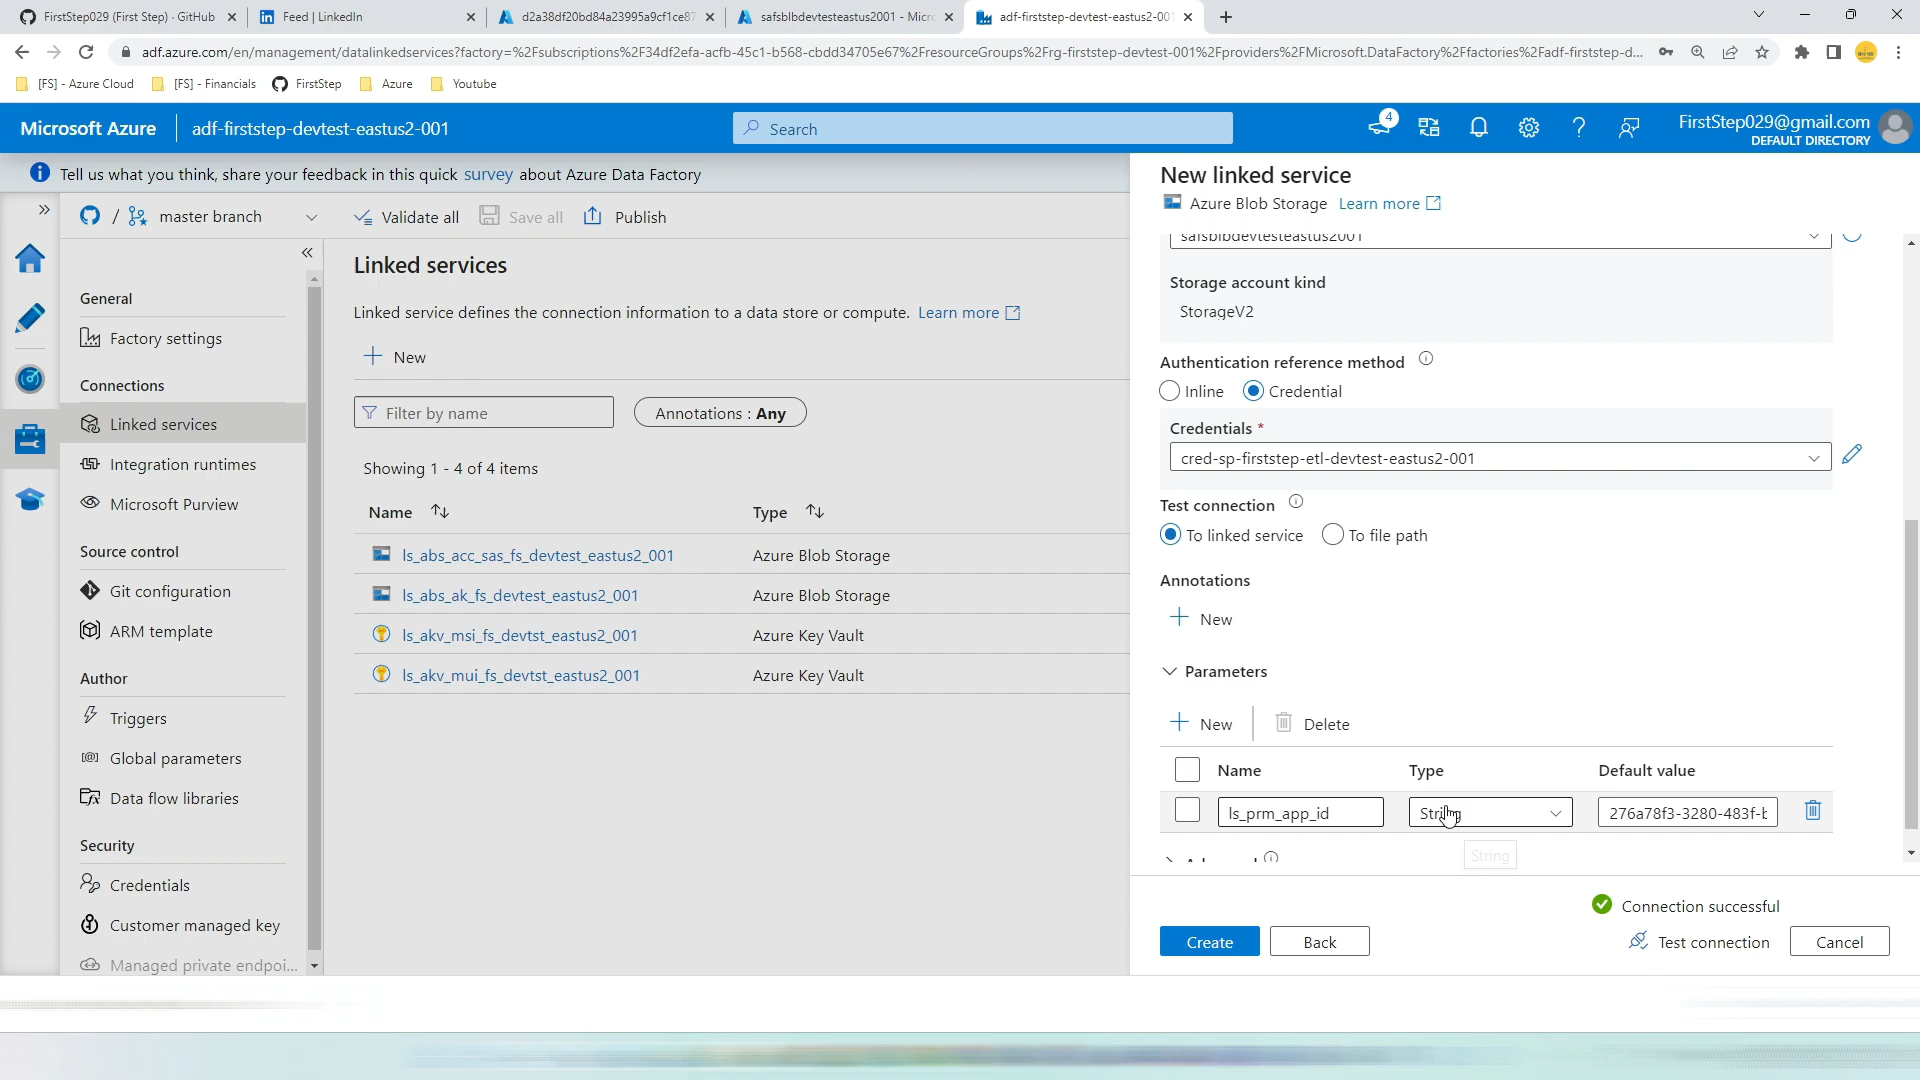 FirstStep029 (First Step) · GitHub
Feed | LinkedIn
d2a38df20bd84a23995a9cf1ce87
safsblbdevtesteastus2001 - Micr
adf-firststep-devtest-eastus2-001
adf.azure.com/en/management/datalinkedservices?factory=%2Fsubscriptions%2F34df2efa-acfb-45c1-b568-cbdd34705e67%2FresourceGroups%2Frg-firststep-devtest-001%2Fproviders%2FMicrosoft.DataFactory%2Ffactories%2Fadf-firststep-d...
[FS] - Azure Cloud
[FS] - Financials
FirstStep
Azure
Youtube
Microsoft Azure
adf-firststep-devtest-eastus2-001
Search
4
FirstStep029@gmail.com
DEFAULT DIRECTORY
Tell us what you think, share your feedback in this quick survey about Azure Data Factory
/ master branch
Validate all
Save all
Publish
General
Factory settings
Connections
Linked services
Integration runtimes
Microsoft Purview
Source control
Git configuration
ARM template
Author
Triggers
Global parameters
Data flow libraries
Security
Credentials
Customer managed key
Managed private endpoi...
Linked services
Linked service defines the connection information to a data store or compute. Learn more
New
Filter by name
Annotations : Any
Showing 1 - 4 of 4 items
Name
Type
ls_abs_acc_sas_fs_devtest_eastus2_001
Azure Blob Storage
ls_abs_ak_fs_devtest_eastus2_001
Azure Blob Storage
ls_akv_msi_fs_devtst_eastus2_001
Azure Key Vault
ls_akv_mui_fs_devtst_eastus2_001
Azure Key Vault
New linked service
Azure Blob Storage Learn more
safsblbdevtesteastus2001
Storage account kind
StorageV2
Authentication reference method
Inline
Credential
Credentials *
cred-sp-firststep-etl-devtest-eastus2-001
Test connection
To linked service
To file path
Annotations
New
Parameters
New
Delete
Name
Type
Default value
ls_prm_app_id
String
276a78f3-3280-483f-b
String
Connection successful
Create
Back
Test connection
Cancel